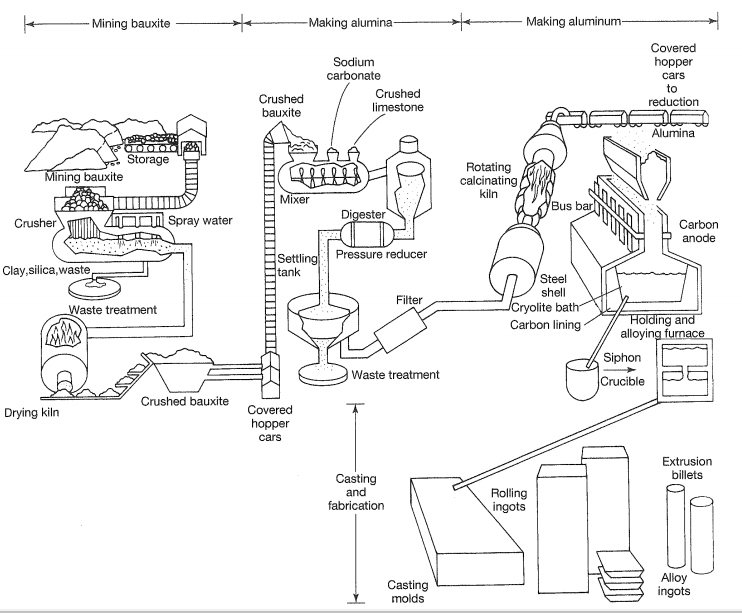 Mining bauxite
Making alumina
Making aluminum
Covered
hopper
cars
to
reduction
Alumina
Sodium
carbonate
Crushed
limestone
Crushed
bauxite
Storage
Mining bauxite
Mixer
Rotating
calcinating
kiln
Bus bar
Crusher
Spray water
Digester
Pressure reducer
Carbon
anode
Settling
tank
Clay,silica,waste
Waste treatment
Steel
shell
Cryolite bath
Carbon lining
Filter
Holding and
alloying furnace
Siphon
Crucible
Waste treatment
Drying kiln
Crushed bauxite
Covered
hopper
cars
Casting
and
fabrication
Rolling
ingots
Extrusion
billets
Casting
molds
Alloy
ingots